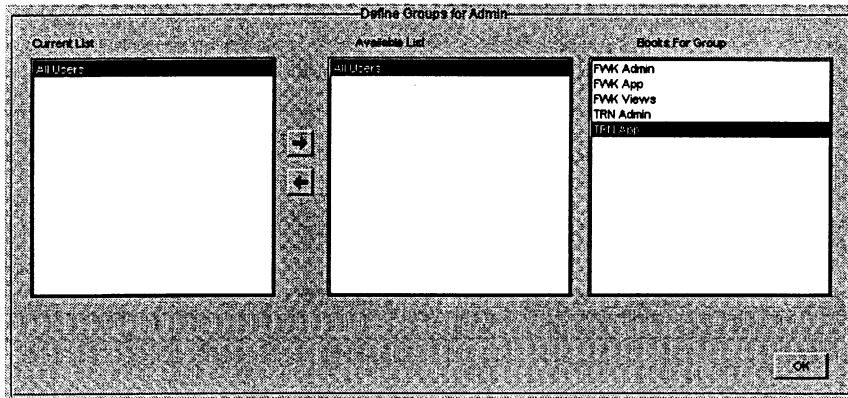 Define Groups for Admin
Current List
Available List
Books For Group
All Users
All Users
FWK Admin
FWK App
FWK Views
TRN Admin
TRN App
OK